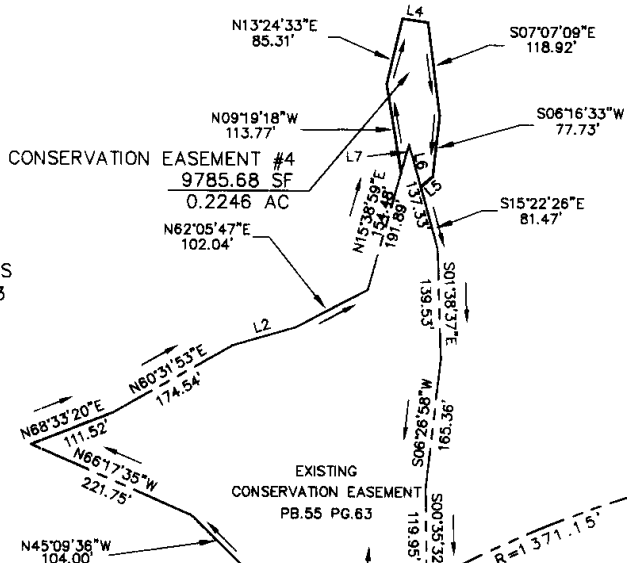 L4
N13°24'33"E
85.31'
S07°07'09"E
118.92'
N09°19'18"W
113.77'
S06°16'33"W
77.73'
CONSERVATION EASEMENT #4
9785.68 SF
0.2246 AC
L7
L6
L5
137.33'
N15°38'59"E
154.48'
191.89'
S15°22'26"E
81.47'
N62°05'47"E
102.04'
S
3
S01°38'37"E
139.53'
L2
N60°31'53"E
174.54'
N68°33'20"E
111.52'
S06°26'58"W
165.36'
N66°17'35"W
221.75'
EXISTING
CONSERVATION EASEMENT
PB.55 PG.63
S00°35'32
119.95'
N45°09'36"W
104.00'
R=1371.15'